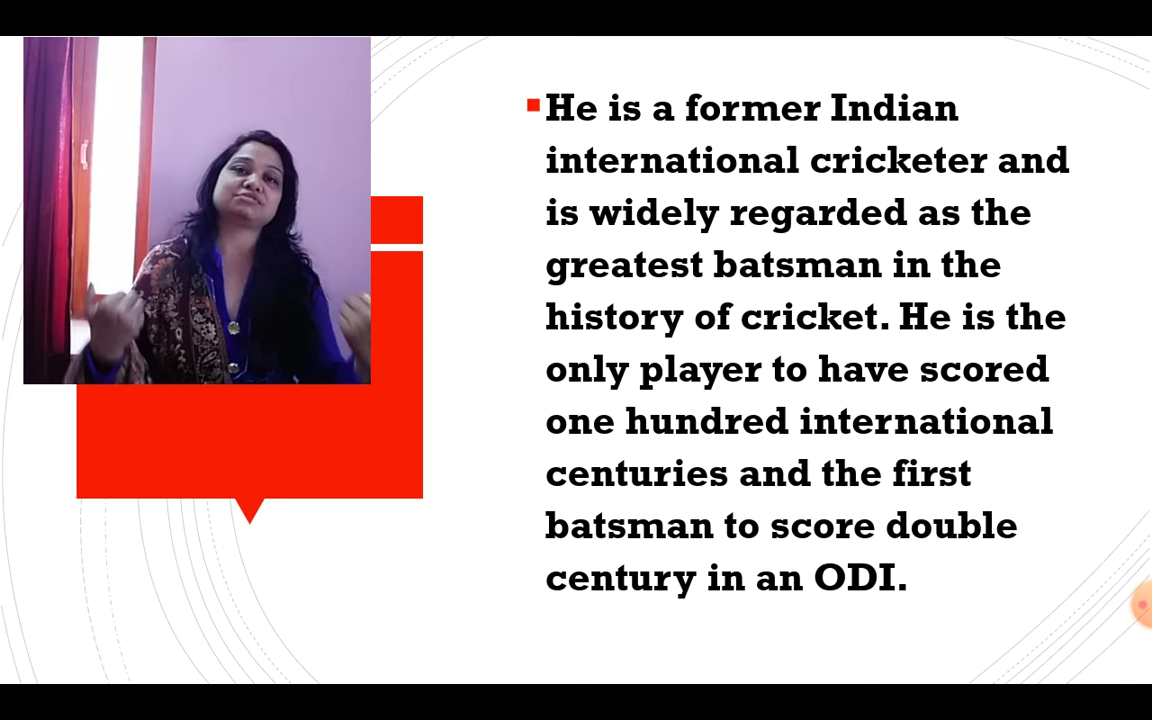 He is a former Indian
international cricketer and
is widely regarded as the
greatest batsman in the
history of cricket. He is the
only player to have scored
one hundred international
centuries and the first
batsman to score double
century in an ODI.